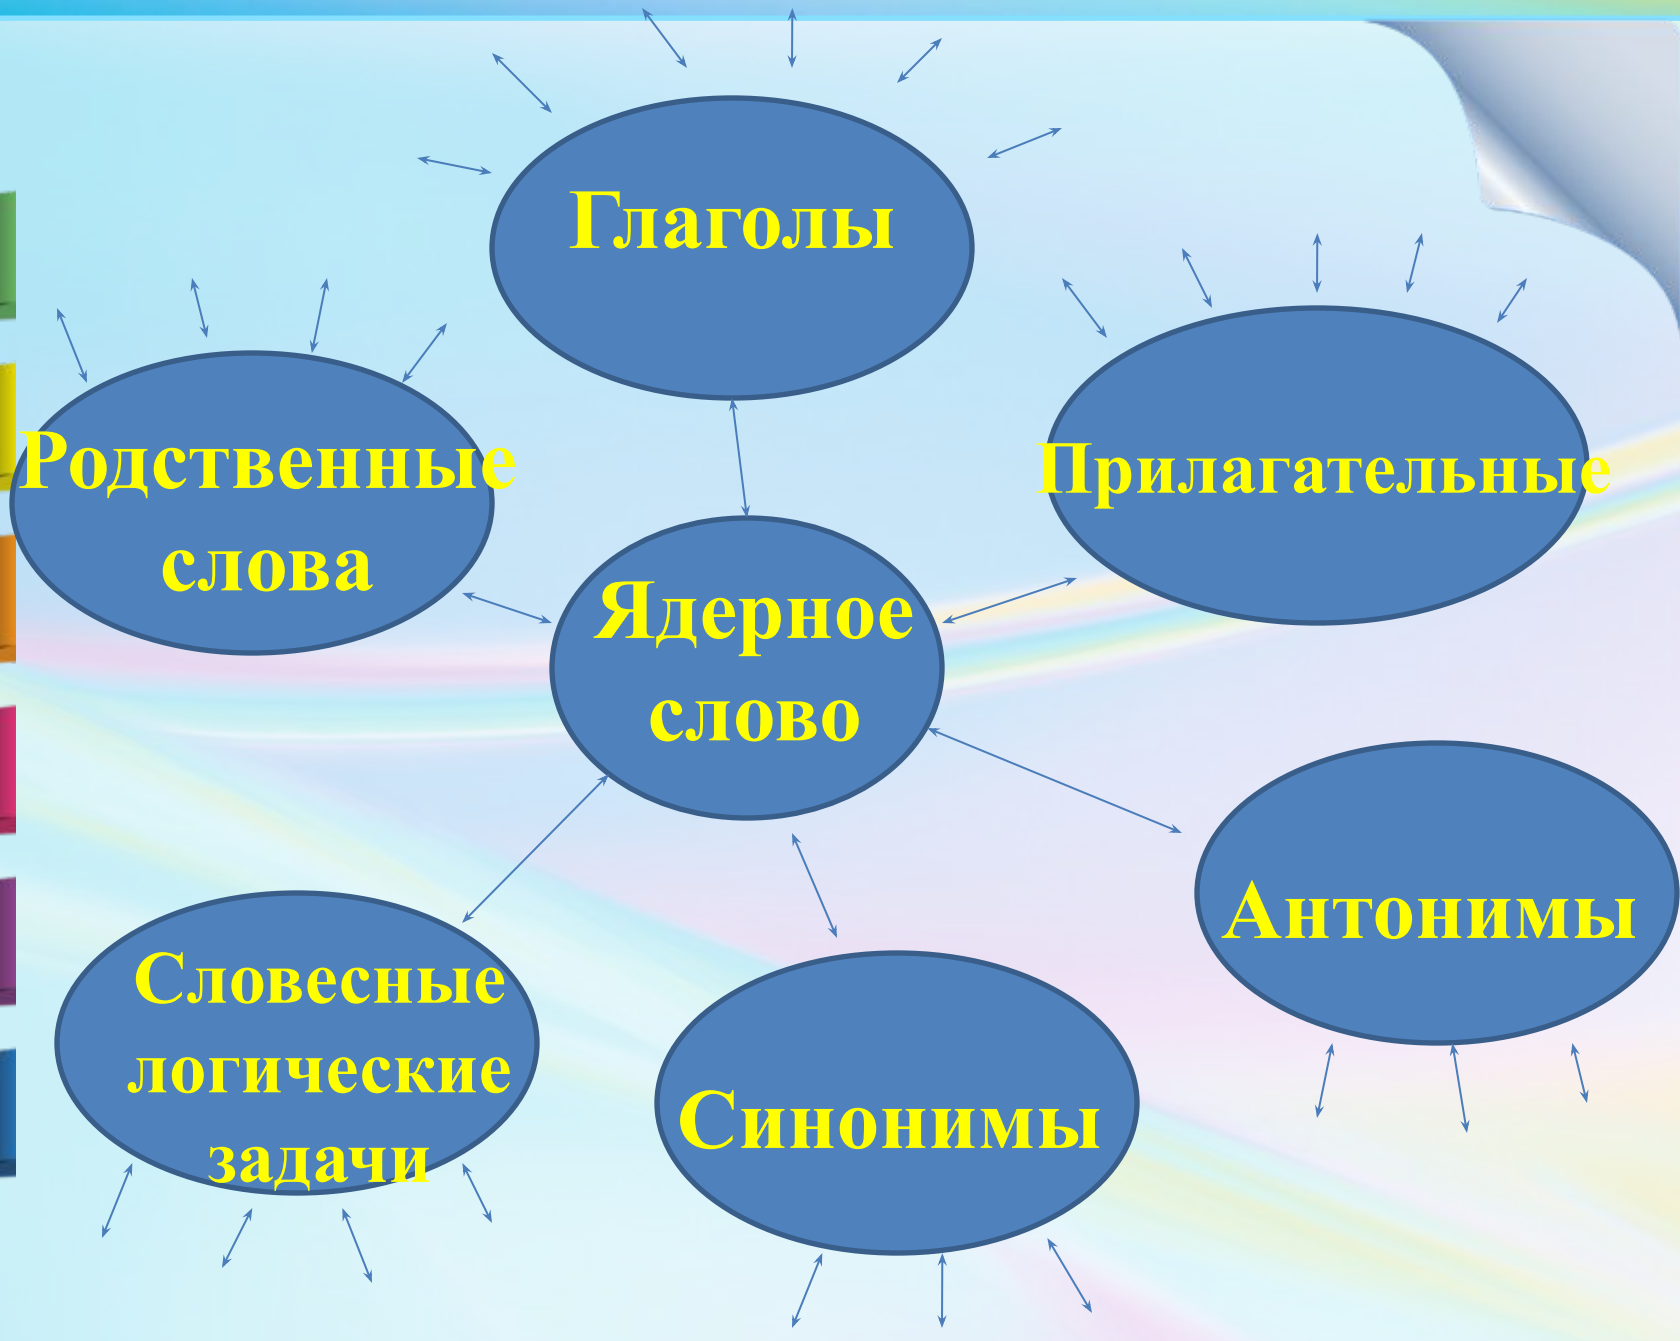 Глаголы
Родственные
слова
Прилагательные
Ядерное
слово
Антонимы
Словесные
логические
задачи
Синонимы